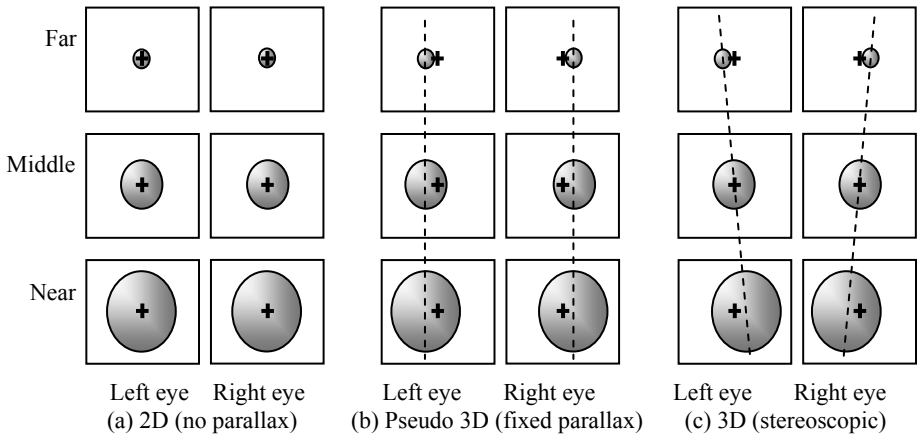 Far
Middle
Near
Left eye Right eye Left eye Right eye Left eye Right eye
(a) 2D (no parallax) (b) Pseudo 3D (fixed parallax) (c) 3D (stereoscopic)